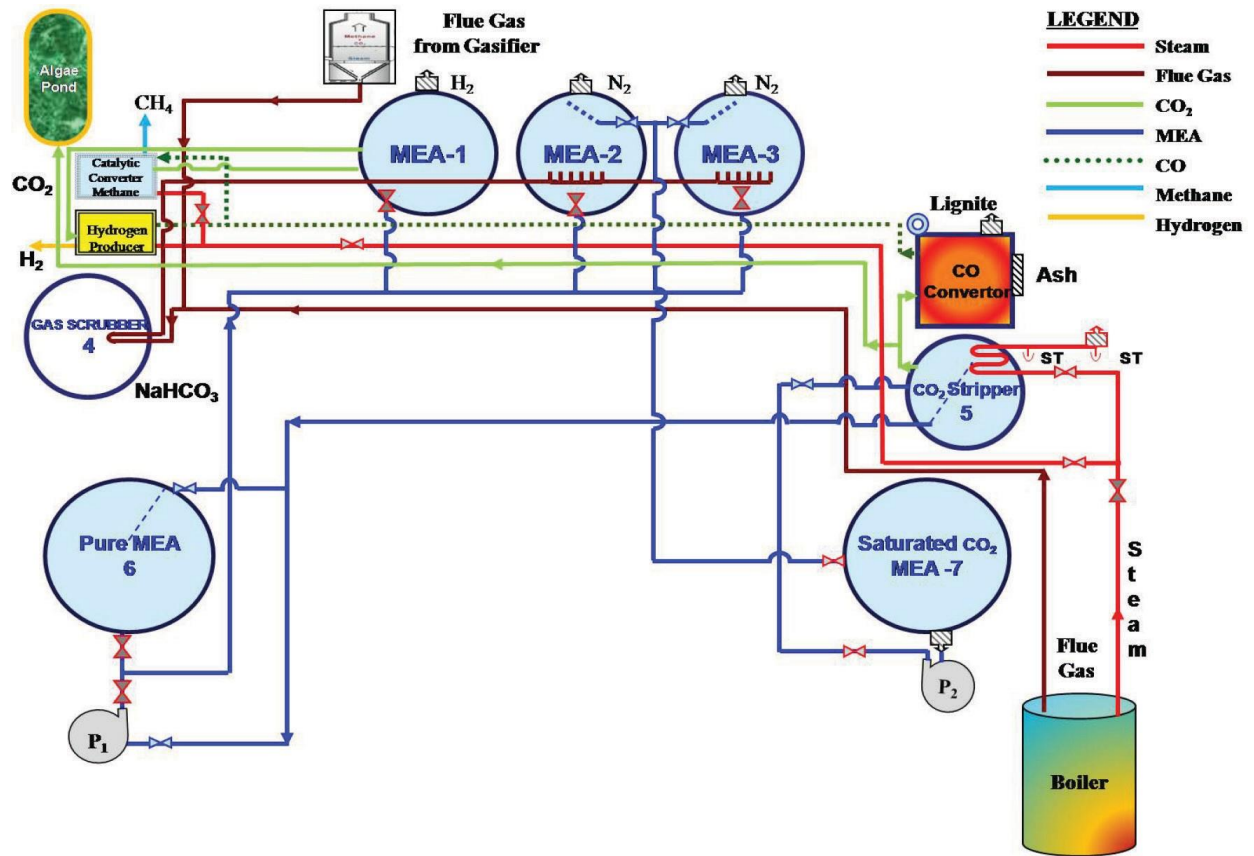 Flue Gas
from Gasifier
Methane
CO₂
Steam
LEGEND
Steam
Flue Gas
CO₂
MEA
CO
Methane
Hydrogen
Algae
Pond
CH₄
H₂
N₂
N₂
MEA-1
MEA-2
MEA-3
CO₂
Catalytic
Converter
Methane
Hydrogen
Producer
H₂
Lignite
CO
Convertor
Ash
GAS SCRUBBER
4
NaHCO₃
ST
ST
CO₂ Stripper
5
Pure MEA
6
Saturated CO₂
MEA -7
Steam
Flue
Gas
P₁
P₂
Boiler